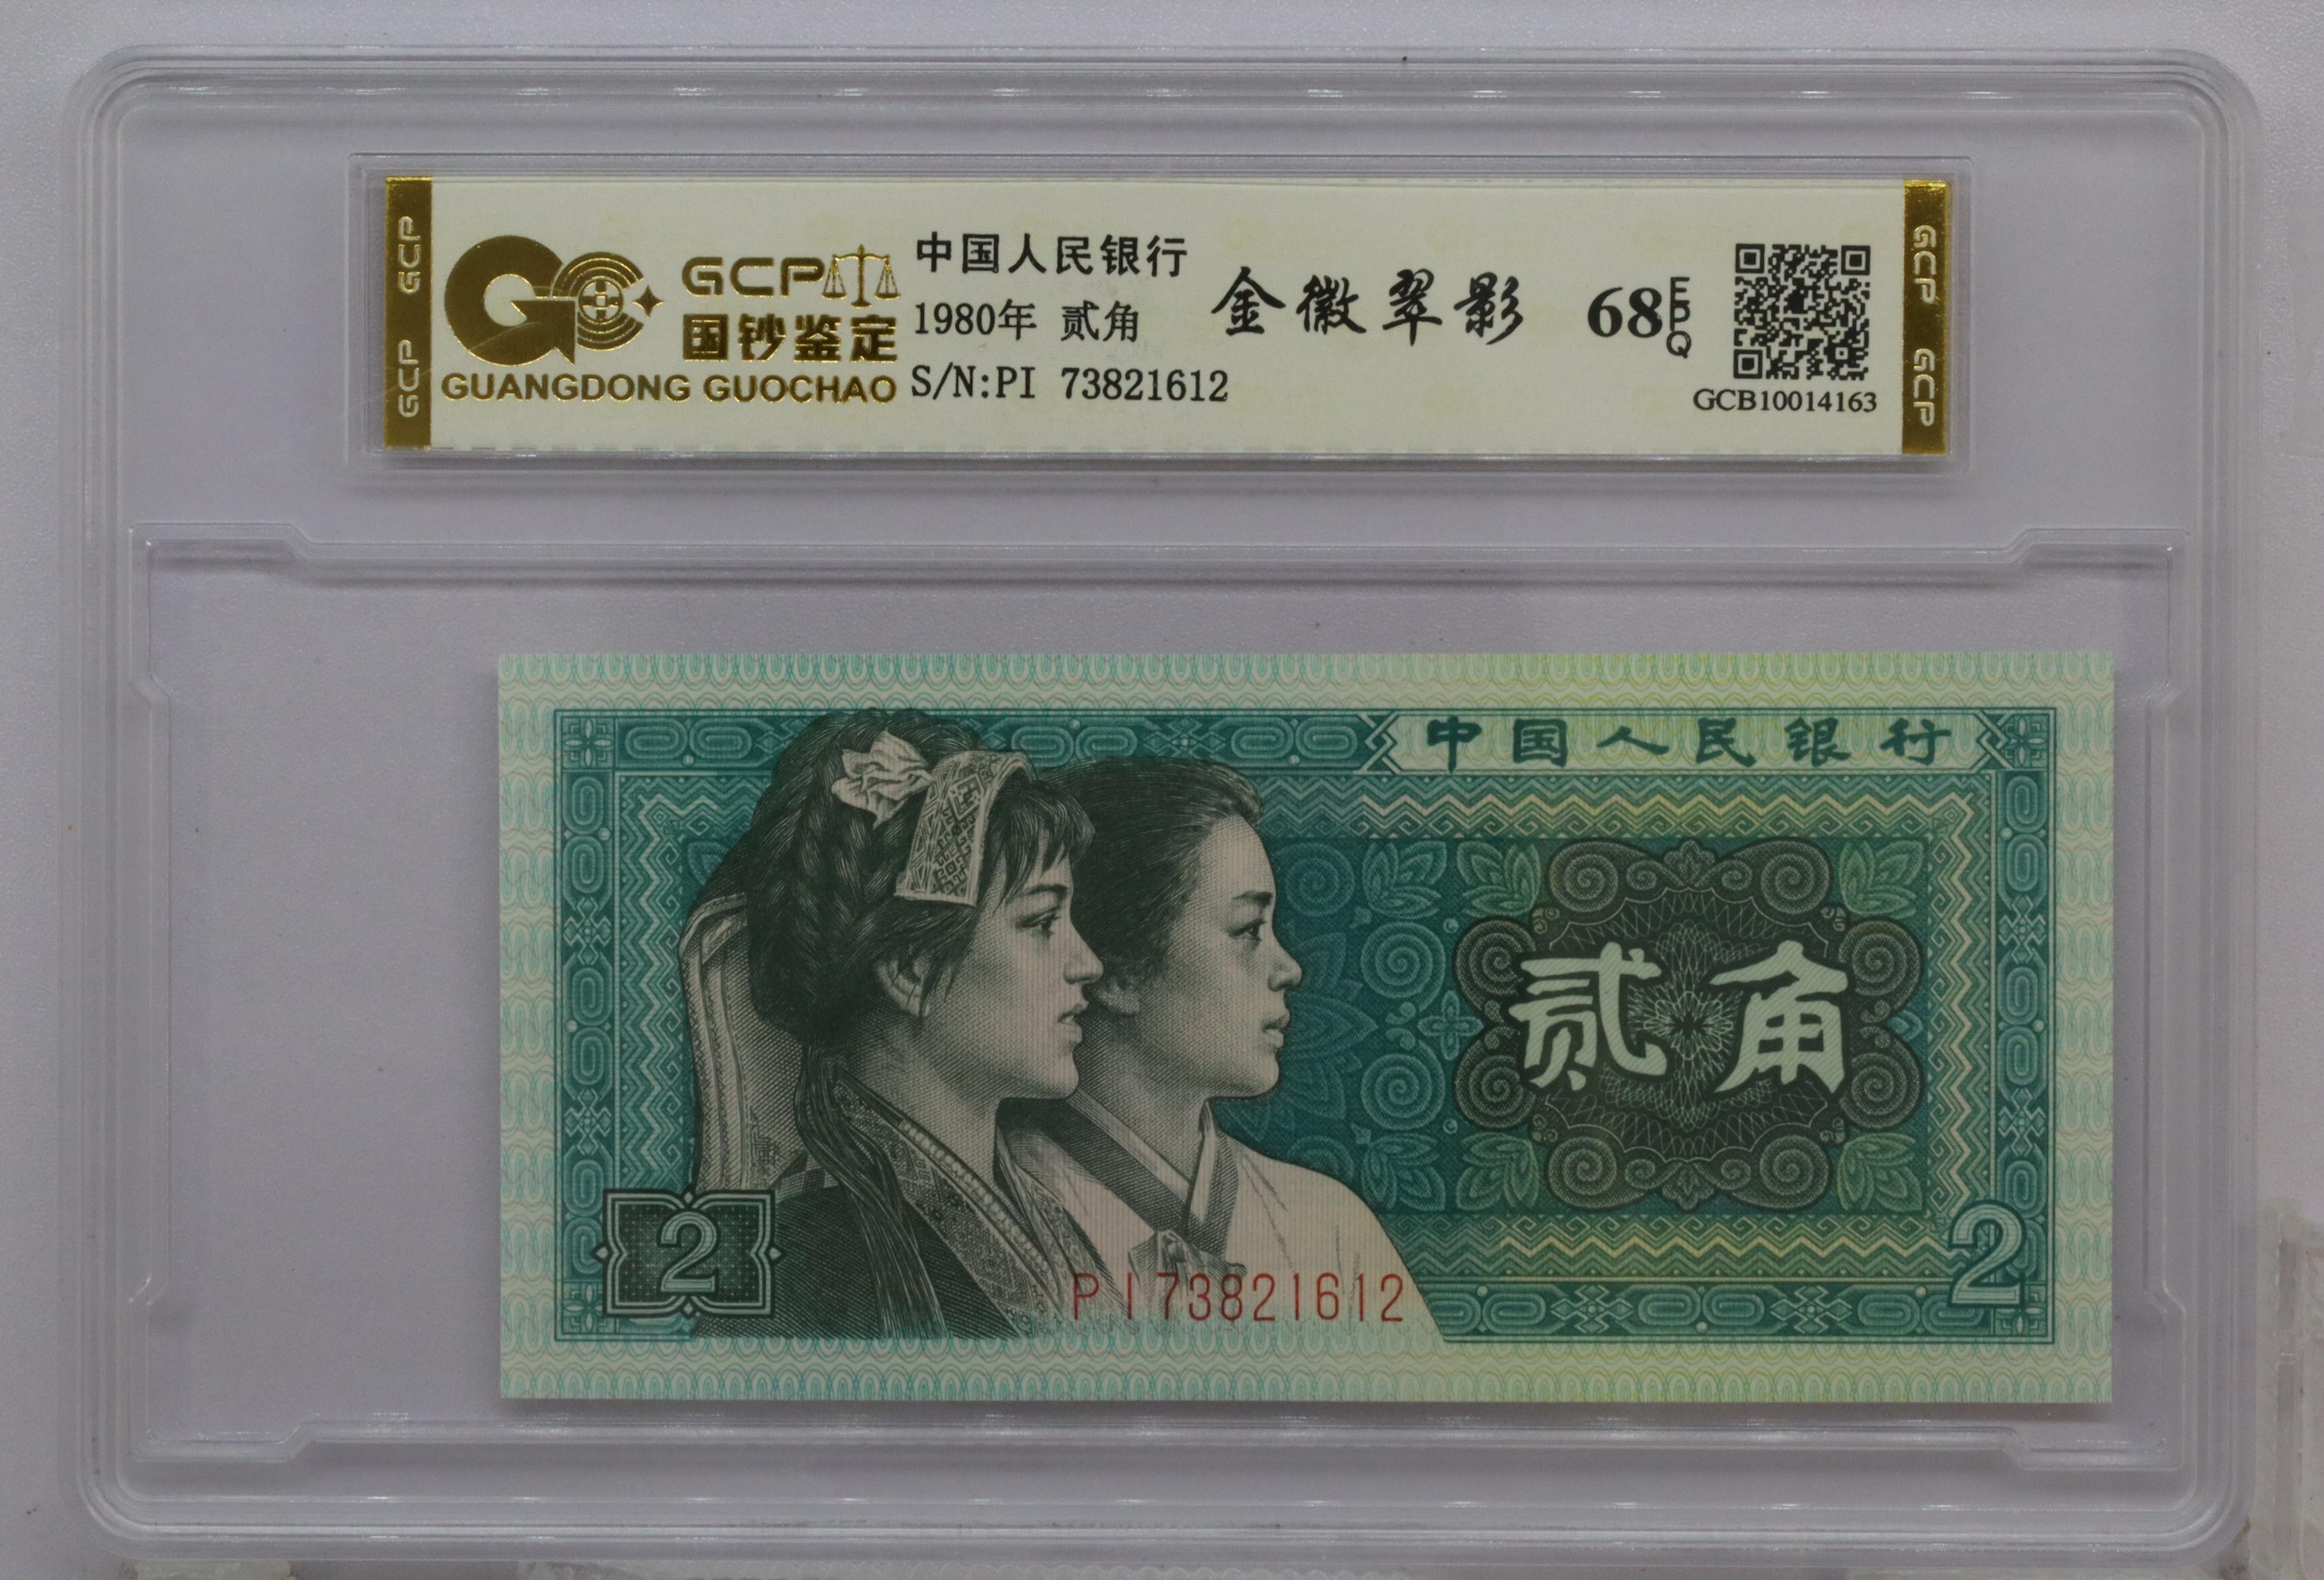 GCP GCP
GCP
国钞鉴定
GUANGDONG GUOCHAO
中国人民银行
1980年 贰角
S/N:PI 73821612
金徽翠影
68 EPQ
GCB10014163
GCP GCP
中国人民银行
贰角
2
2
PI73821612